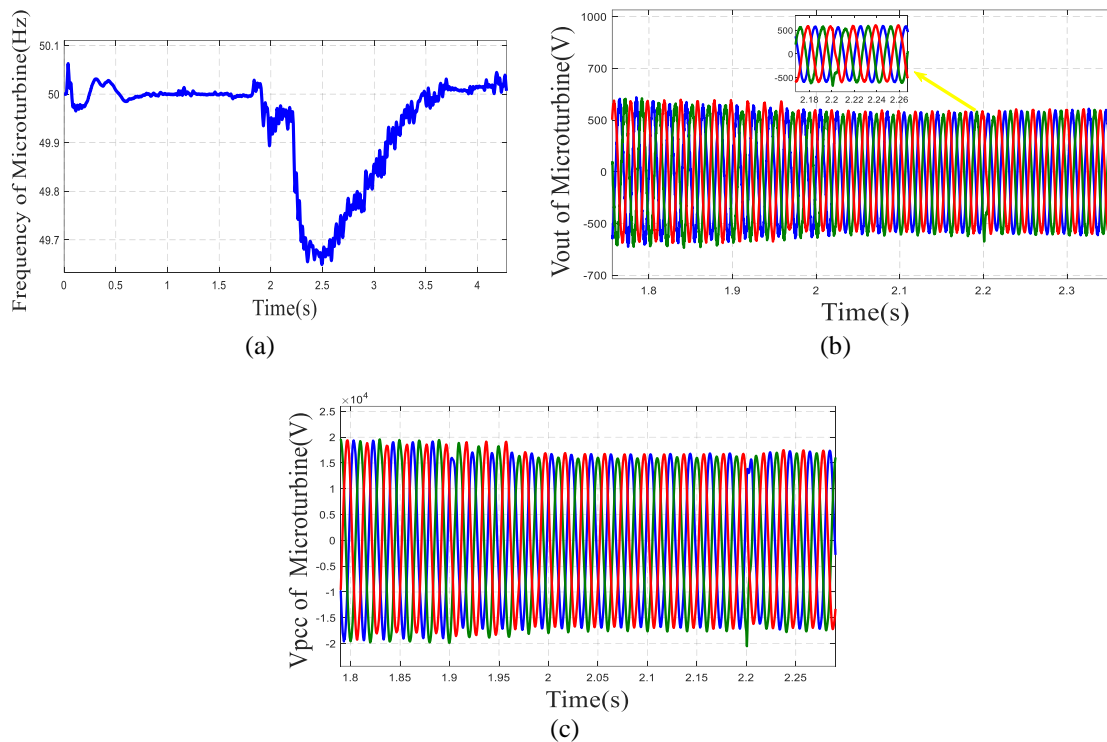 Frequency of Microturbine(Hz)
50.1
50
49.9
49.8
49.7
0 0.5 1 1.5 2 2.5 3 3.5 4
Time(s)
(a)
Vout of Microturbine(V)
1000
700
500
0
-500
-700
500
0
-500
2.18 2.2 2.22 2.24 2.26
1.8 1.9 2 2.1 2.2 2.3
Time(s)
(b)
Vpcc of Microturbine(V)
×10⁴
2.5
2
1.5
1
0.5
0
-0.5
-1
-1.5
-2
1.8 1.85 1.9 1.95 2 2.05 2.1 2.15 2.2 2.25
Time(s)
(c)